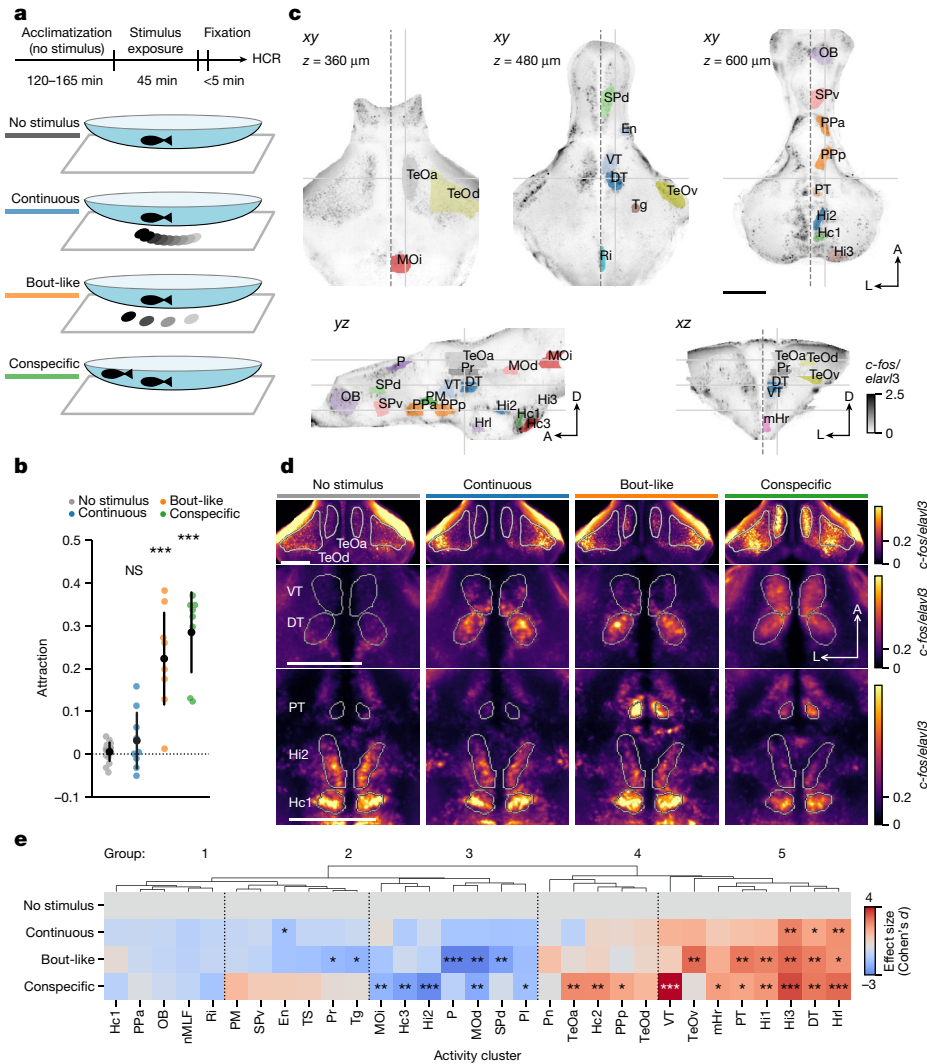 a
Acclimatization
(no stimulus)
Stimulus
exposure
Fixation
HCR
120–165 min
45 min
<5 min
No stimulus
Continuous
Bout-like
Conspecific
b
No stimulus
Continuous
Bout-like
Conspecific
Attraction
0.5
0.4
0.3
0.2
0.1
0
–0.1
NS
***
***
c
xy
z = 360 μm
TeOa
TeOd
MOi
xy
z = 480 μm
SPd
En
VT
DT
TeOv
Tg
Ri
xy
z = 600 μm
OB
SPv
PPa
PPp
PT
Hi2
Hc1
Hi3
A
L
yz
P
TeOa
Pr
MOd
MOi
SPd
VT
DT
OB
SPv
PM
PPa
PPp
Hi2
Hi3
Hrl
Hc1
Hc3
D
A
xz
TeOa
TeOd
Pr
DT
TeOv
VT
mHr
D
L
c-fos/
elavl3
2.5
0
d
No stimulus
Continuous
Bout-like
Conspecific
TeOa
TeOd
0.2
0
c-fos/elavl3
VT
DT
A
L
0.2
0
c-fos/elavl3
PT
Hi2
Hc1
0.2
0
c-fos/elavl3
e
Group: 1 2 3 4 5
No stimulus
Continuous * ** * **
Bout-like * * *** ** ** ** ** ** ** ** *
Conspecific ** ** *** ** * ** ** * *** * * ** *** ** ***
Hc1 PPa OB nMLF Ri PM SPv En TS Pr Tg MOi Hc3 Hi2 P MOd SPd Pl Pn TeOa Hc2 PPp TeOd VT TeOv mHr PT Hi1 Hi3 DT Hrl
Activity cluster
4
–3
Effect size
(Cohen's d)